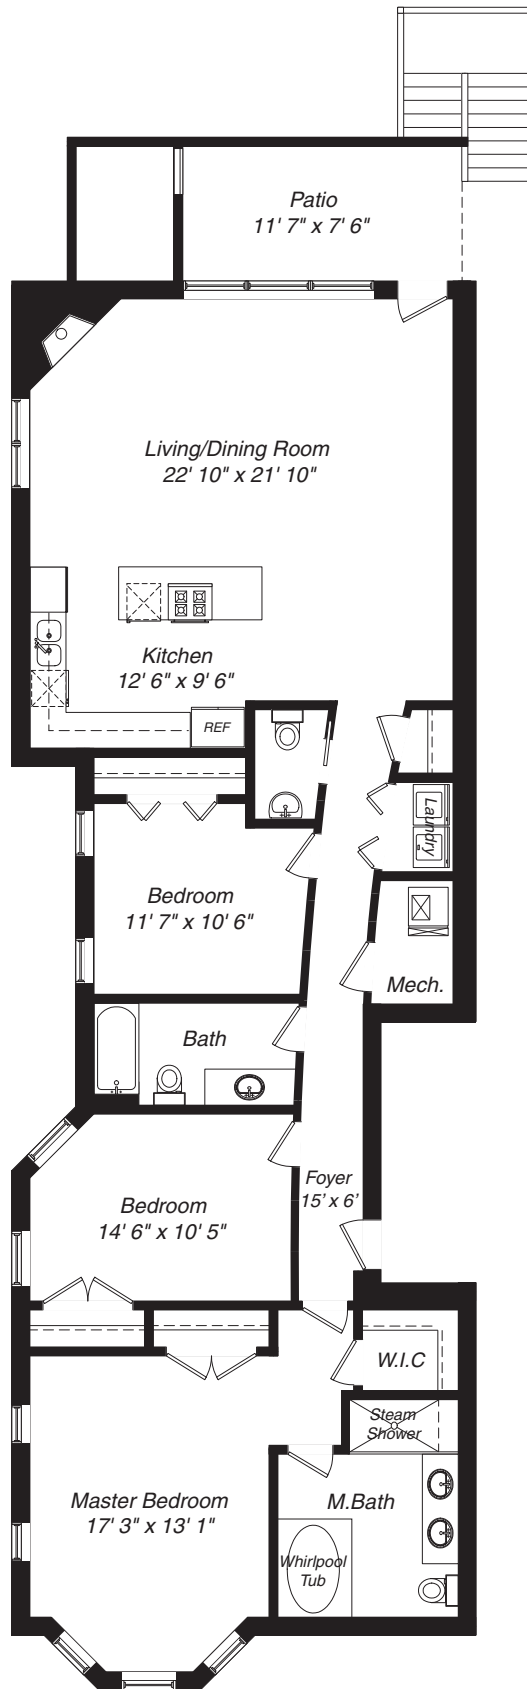 Patio
11' 7" x 7' 6"
Living/Dining Room
22' 10" x 21' 10"
Kitchen
12' 6" x 9' 6"
REF
Laundry
Bedroom
11' 7" x 10' 6"
Mech.
Bath
Foyer
15' x 6'
Bedroom
14' 6" x 10' 5"
W.I.C
Steam
Shower
Master Bedroom
17' 3" x 13' 1"
M.Bath
Whirlpool
Tub